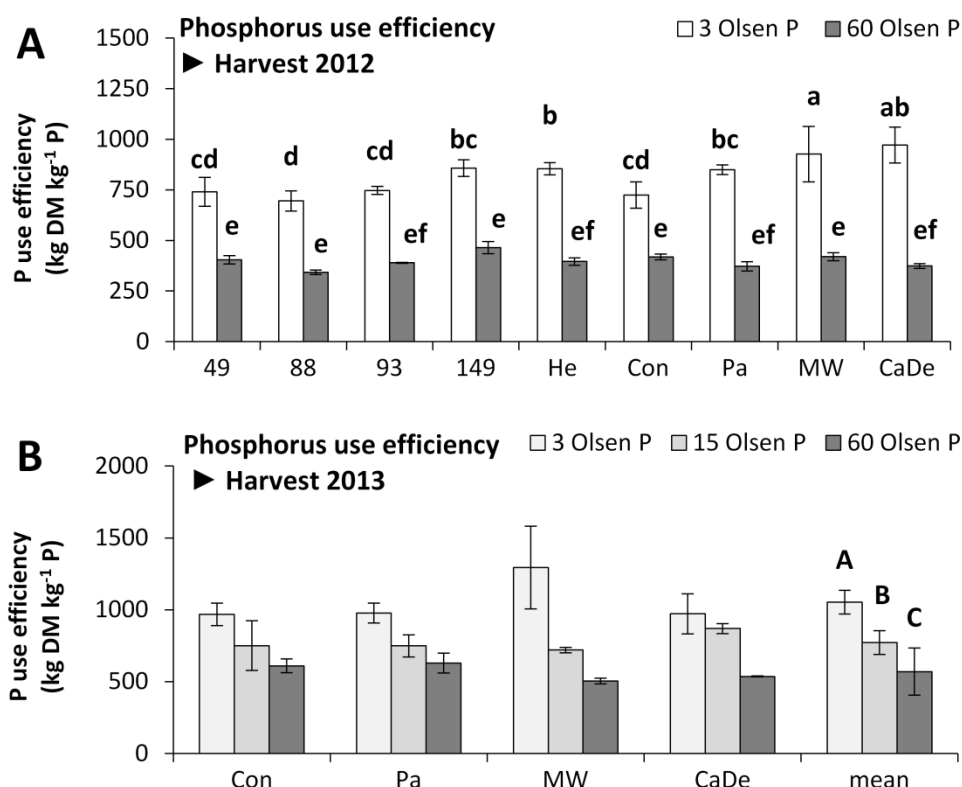 A
Phosphorus use efficiency
► Harvest 2012
3 Olsen P 60 Olsen P
P use efficiency
(kg DM kg⁻¹ P)
1500
1250
1000
750
500
250
0
cd d cd bc b cd bc a ab
e e ef e ef e ef e ef
49 88 93 149 He Con Pa MW CaDe
B
Phosphorus use efficiency
► Harvest 2013
3 Olsen P 15 Olsen P 60 Olsen P
P use efficiency
(kg DM kg⁻¹ P)
2000
1500
1000
500
0
A B C
Con Pa MW CaDe mean